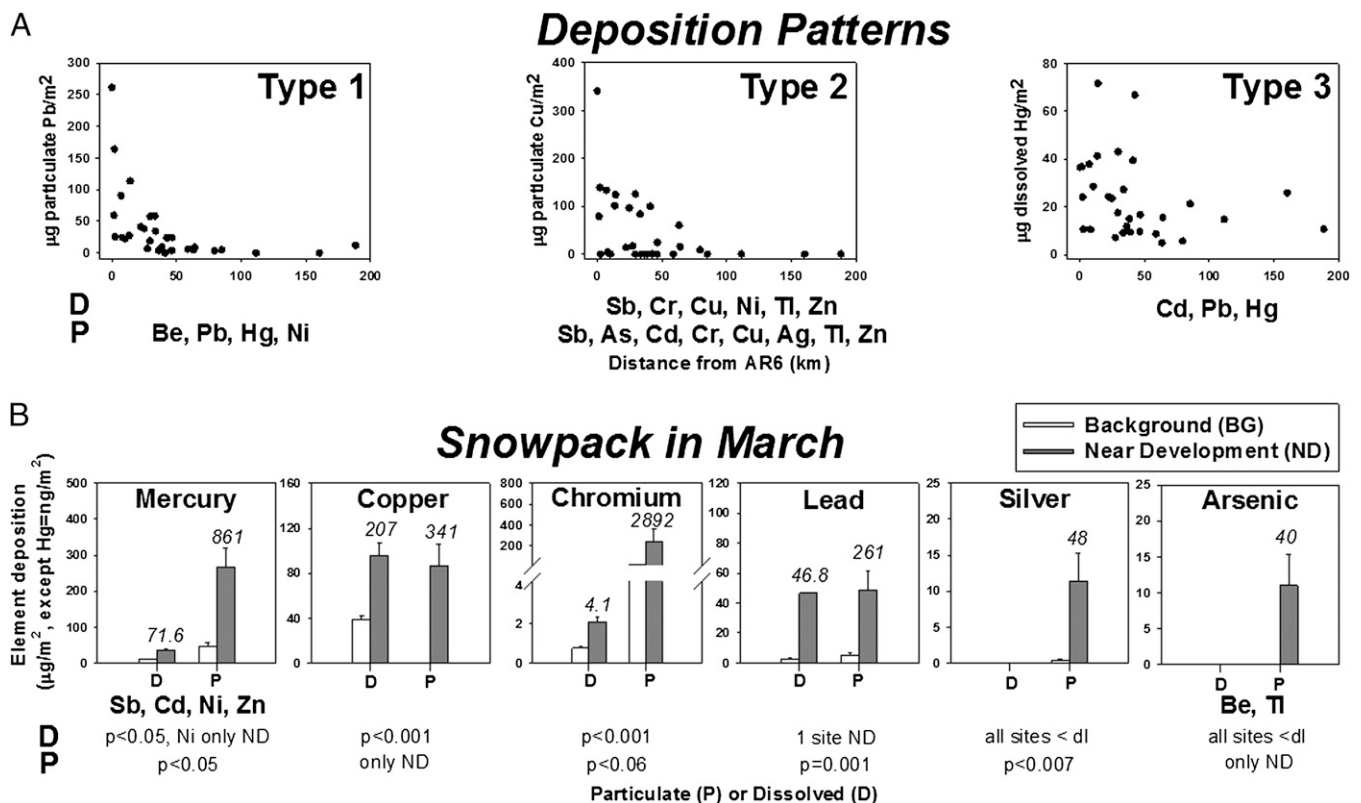 A
Deposition Patterns
Type 1
µg particulate Pb/m²
300
250
200
150
100
50
0
0 50 100 150 200
Type 2
µg particulate Cu/m²
400
300
200
100
0
0 50 100 150 200
Type 3
µg dissolved Hg/m²
80
60
40
20
0
0 50 100 150 200
D
P
Be, Pb, Hg, Ni
Sb, Cr, Cu, Ni, Tl, Zn
Sb, As, Cd, Cr, Cu, Ag, Tl, Zn
Cd, Pb, Hg
Distance from AR6 (km)
B
Snowpack in March
Background (BG)
Near Development (ND)
Element deposition
(µg/m², except Hg=ng/m²)
Mercury
500
400
300
200
100
0
71.6
861
D P
Copper
160
120
80
40
0
207
341
D P
Chromium
800
600
400
200
4
2
0
4.1
2892
D P
Lead
120
100
80
60
40
20
0
46.8
261
D P
Silver
25
20
15
10
5
0
48
D P
Arsenic
25
20
15
10
5
0
40
D P
Sb, Cd, Ni, Zn
Be, Tl
D
p<0.05, Ni only ND
p<0.001
p<0.001
1 site ND
all sites < dl
all sites <dl
P
p<0.05
only ND
p<0.06
p=0.001
p<0.007
only ND
Particulate (P) or Dissolved (D)